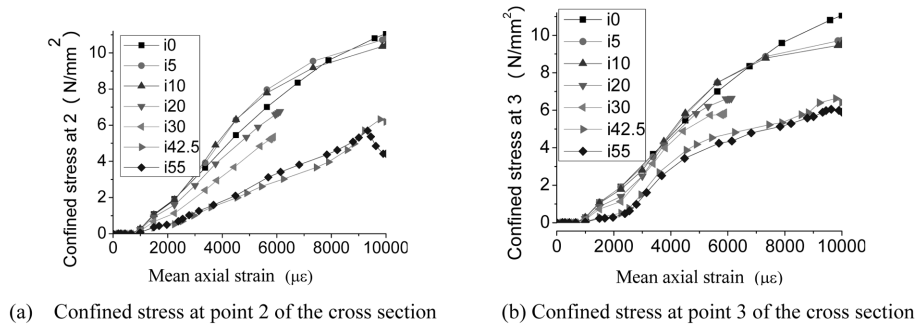 Confined stress at 2 ( N/mm²
10
8
6
4
2
0
i0
i5
i10
i20
i30
i42.5
i55
0 2000 4000 6000 8000 10000
Mean axial strain (με)
(a) Confined stress at point 2 of the cross section
Confined stress at 3 ( N/mm²)
10
8
6
4
2
0
i0
i5
i10
i20
i30
i42.5
i55
0 2000 4000 6000 8000 10000
Mean axial strain (με)
(b) Confined stress at point 3 of the cross section